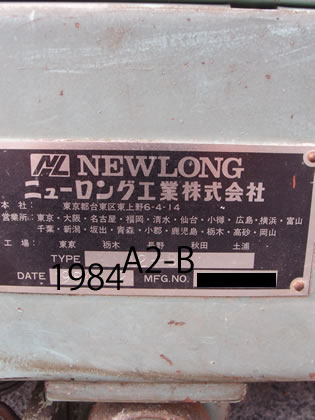 NL NEWLONG
ニューロング工業株式会社
本社: 東京都台東区東上野6-4-14
営業所: 東京・大阪・名古屋・福岡・清水・仙台・小樽・広島・横浜・富山
千葉・新潟・坂出・青森・小郡・鹿児島・栃木・高砂・岡山
工場: 東京 栃木 長野 秋田 土浦
TYPE A2-B
DATE 1984 MFG.NO.